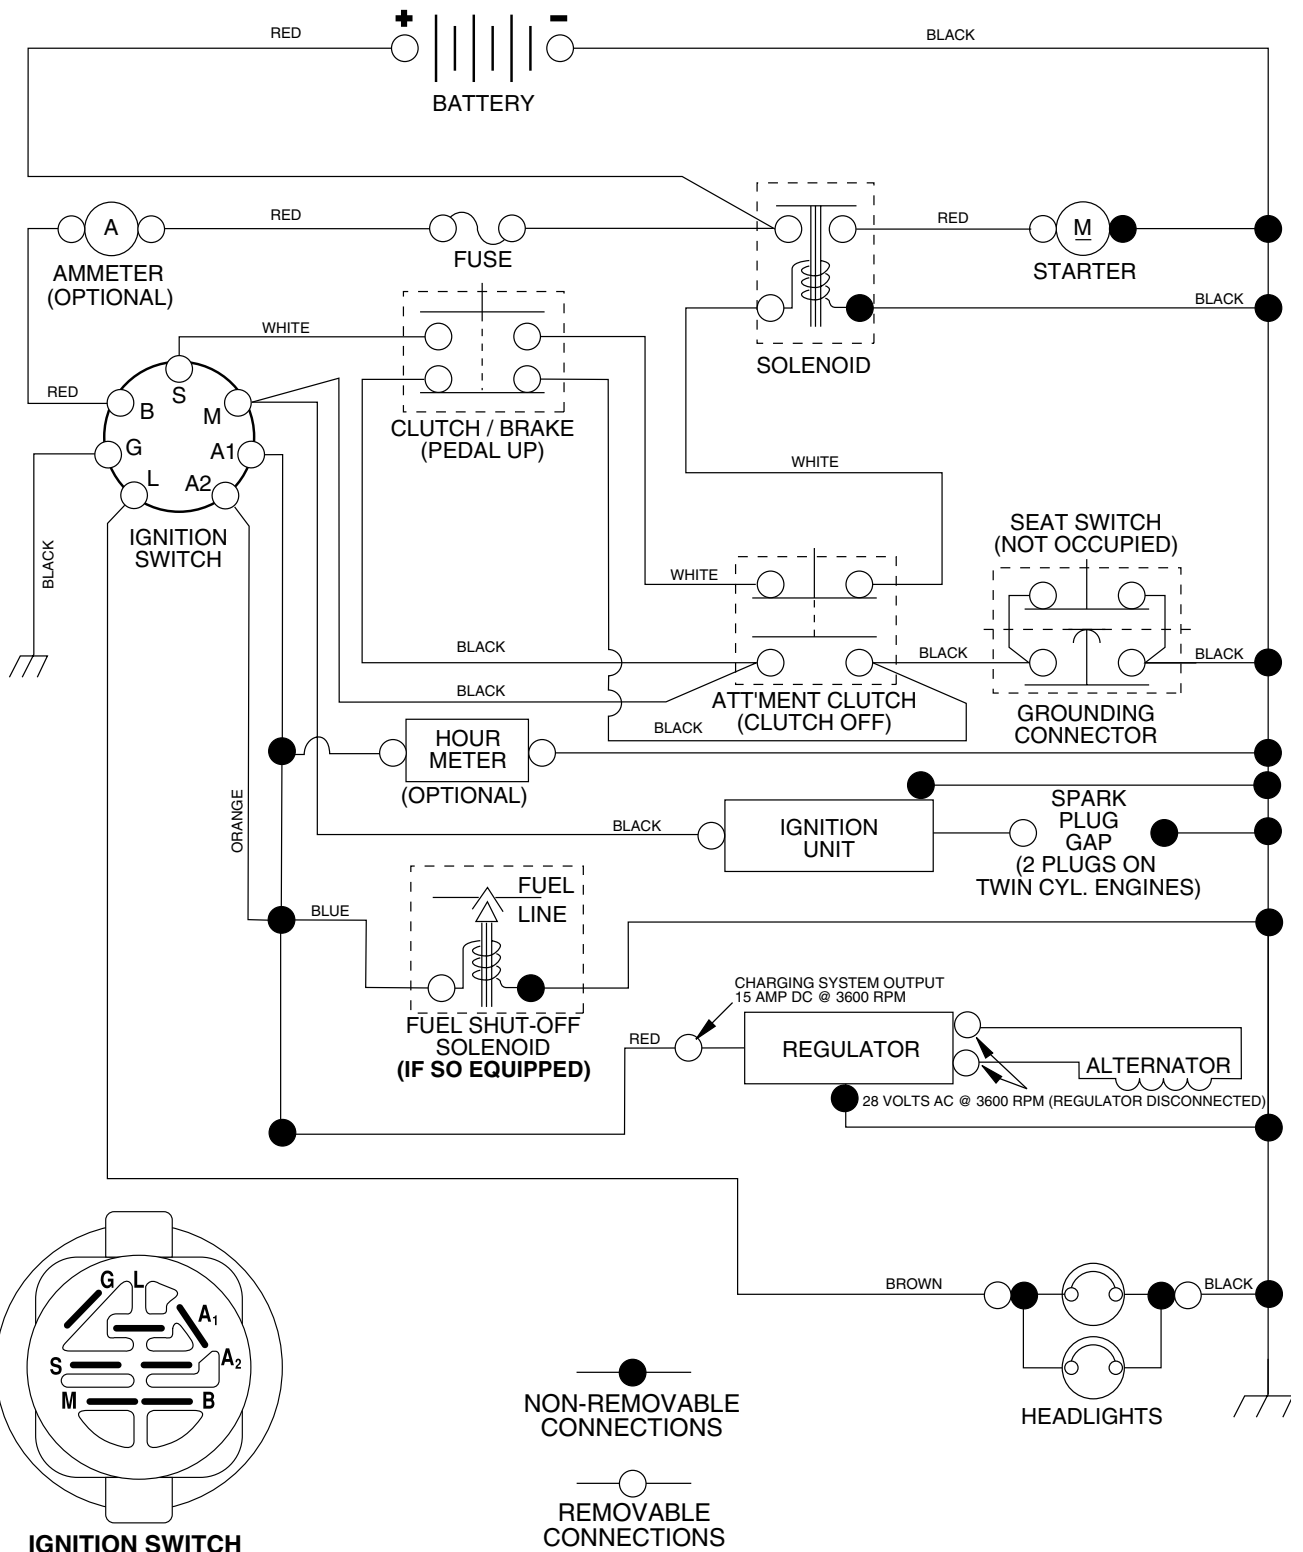 RED
+
−
BLACK
BATTERY
A
RED
AMMETER
(OPTIONAL)
FUSE
SOLENOID
RED
M
STARTER
BLACK
WHITE
CLUTCH / BRAKE
(PEDAL UP)
RED
S
B
M
G
A1
L
A2
IGNITION
SWITCH
BLACK
WHITE
WHITE
SEAT SWITCH
(NOT OCCUPIED)
BLACK
BLACK
BLACK
BLACK
ATT'MENT CLUTCH
(CLUTCH OFF)
GROUNDING
CONNECTOR
BLACK
HOUR
METER
(OPTIONAL)
ORANGE
BLACK
IGNITION
UNIT
SPARK
PLUG
GAP
(2 PLUGS ON
TWIN CYL. ENGINES)
BLUE
FUEL
LINE
FUEL SHUT-OFF
SOLENOID
(IF SO EQUIPPED)
CHARGING SYSTEM OUTPUT
15 AMP DC @ 3600 RPM
RED
REGULATOR
ALTERNATOR
28 VOLTS AC @ 3600 RPM (REGULATOR DISCONNECTED)
BROWN
BLACK
HEADLIGHTS
G
L
A1
A2
S
M
B
IGNITION SWITCH
NON-REMOVABLE
CONNECTIONS
REMOVABLE
CONNECTIONS